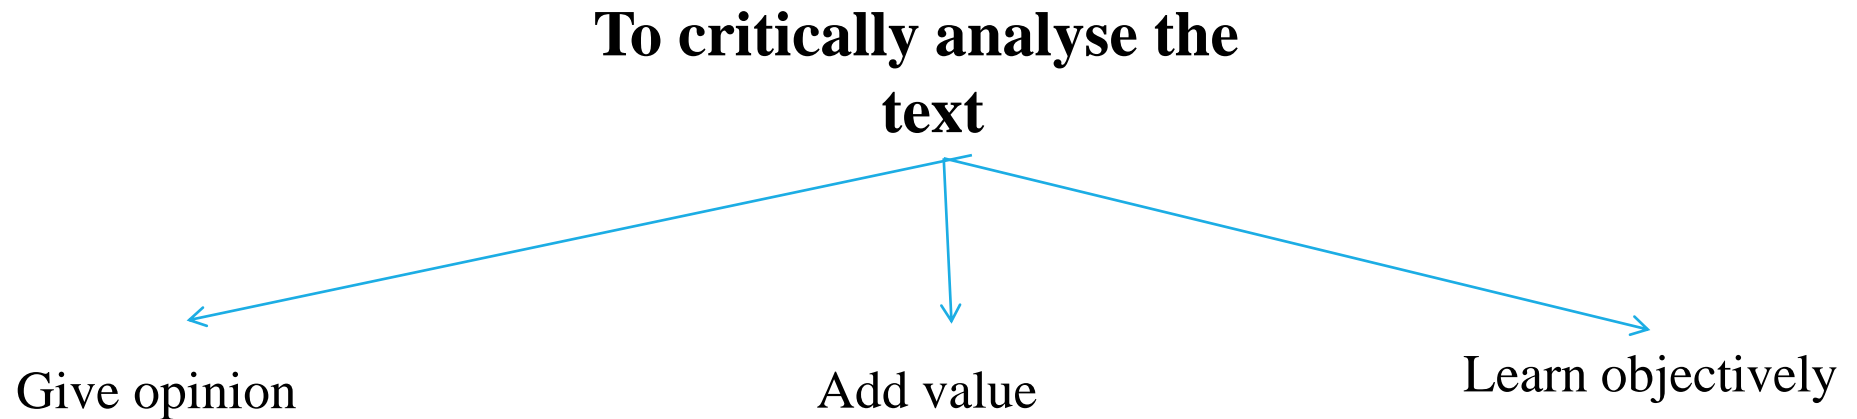 To critically analyse the
text
Give opinion
Add value
Learn objectively